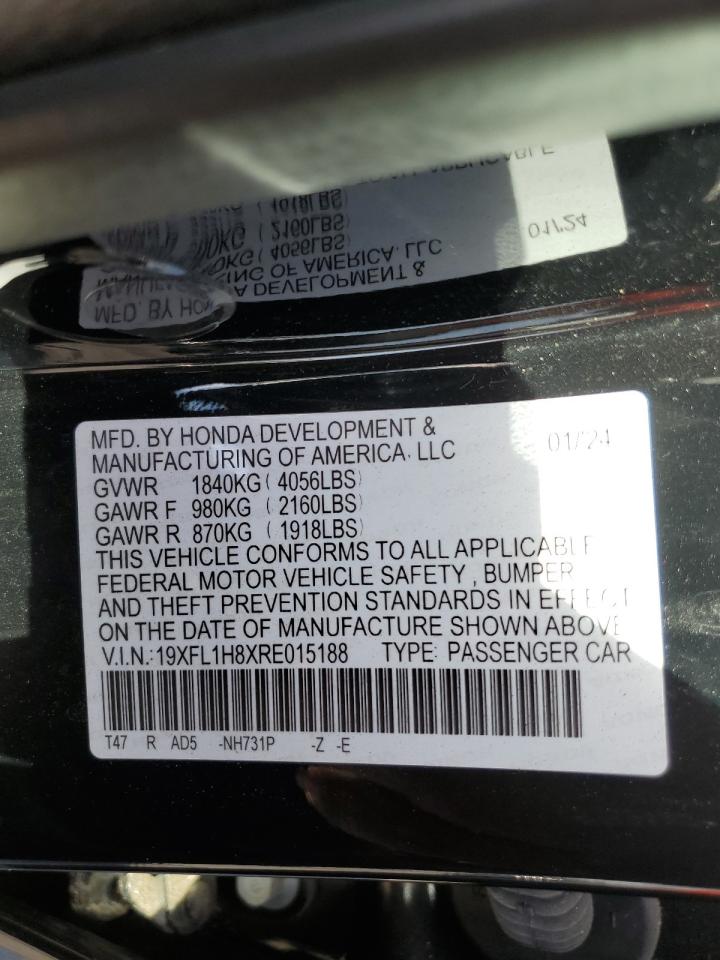 MFD. BY HONDA DEVELOPMENT & 01/24
MANUFACTURING OF AMERICA, LLC
GVWR 1840KG ( 4056LBS)
GAWR F 980KG ( 2160LBS)
GAWR R 870KG ( 1918LBS)
THIS VEHICLE CONFORMS TO ALL APPLICABLE
FEDERAL MOTOR VEHICLE SAFETY , BUMPER
AND THEFT PREVENTION STANDARDS IN EFFECT
ON THE DATE OF MANUFACTURE SHOWN ABOVE
V.I.N.:19XFL1H8XRE015188 TYPE: PASSENGER CAR
T47 R AD5 -NH731P -Z -E